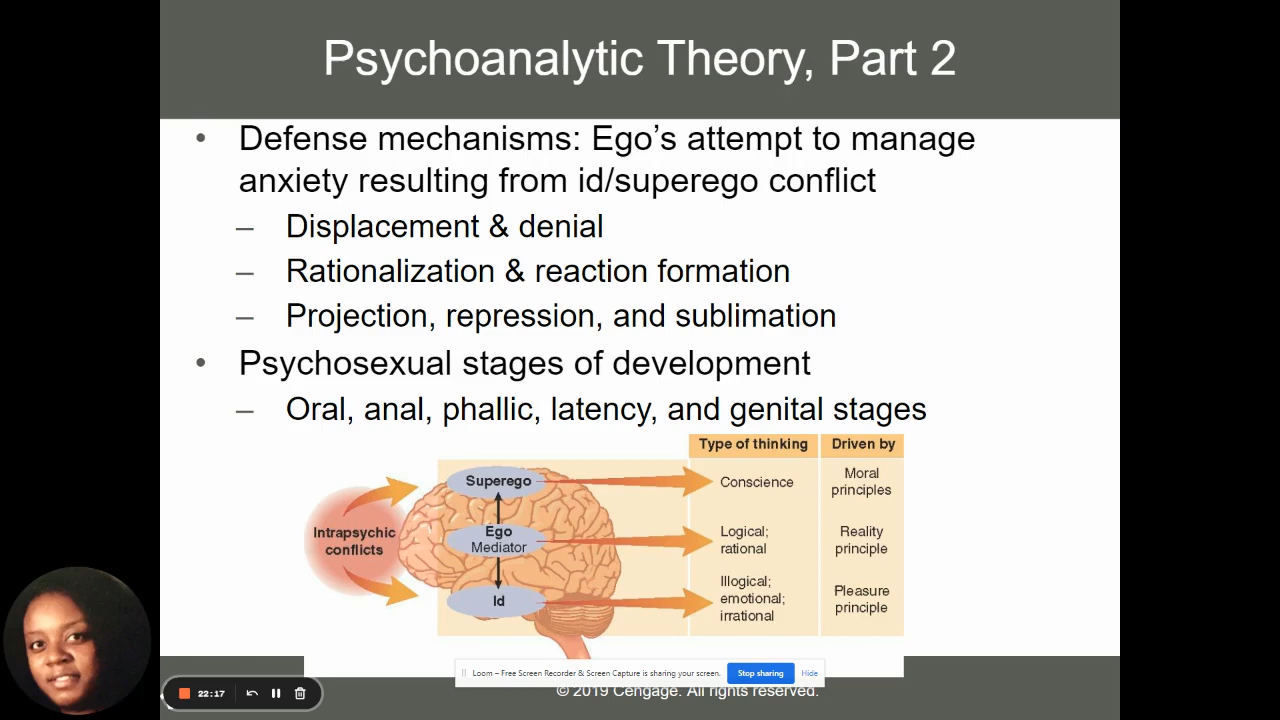 Psychoanalytic Theory, Part 2
• Defense mechanisms: Ego's attempt to manage
anxiety resulting from id/superego conflict
– Displacement & denial
– Rationalization & reaction formation
– Projection, repression, and sublimation
• Psychosexual stages of development
– Oral, anal, phallic, latency, and genital stages
Type of thinking
Driven by
Intrapsychic
conflicts
Superego
Conscience
Moral
principles
Ego
Mediator
Logical;
rational
Reality
principle
Id
Illogical;
emotional;
irrational
Pleasure
principle
Loom – Free Screen Recorder & Screen Capture is sharing your screen.
Stop sharing
Hide
22:17
© 2019 Cengage. All rights reserved.